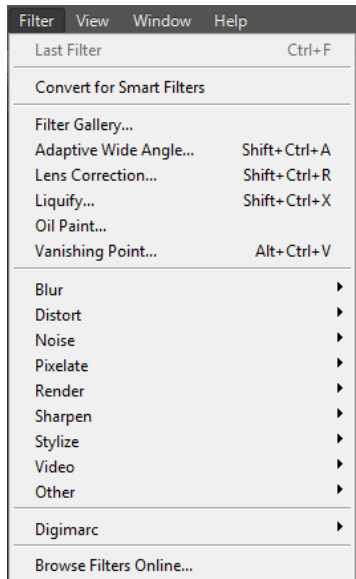 Filter View Window Help
Last Filter Ctrl+F
Convert for Smart Filters
Filter Gallery...
Adaptive Wide Angle... Shift+Ctrl+A
Lens Correction... Shift+Ctrl+R
Liquify... Shift+Ctrl+X
Oil Paint...
Vanishing Point... Alt+Ctrl+V
Blur
Distort
Noise
Pixelate
Render
Sharpen
Stylize
Video
Other
Digimarc
Browse Filters Online...